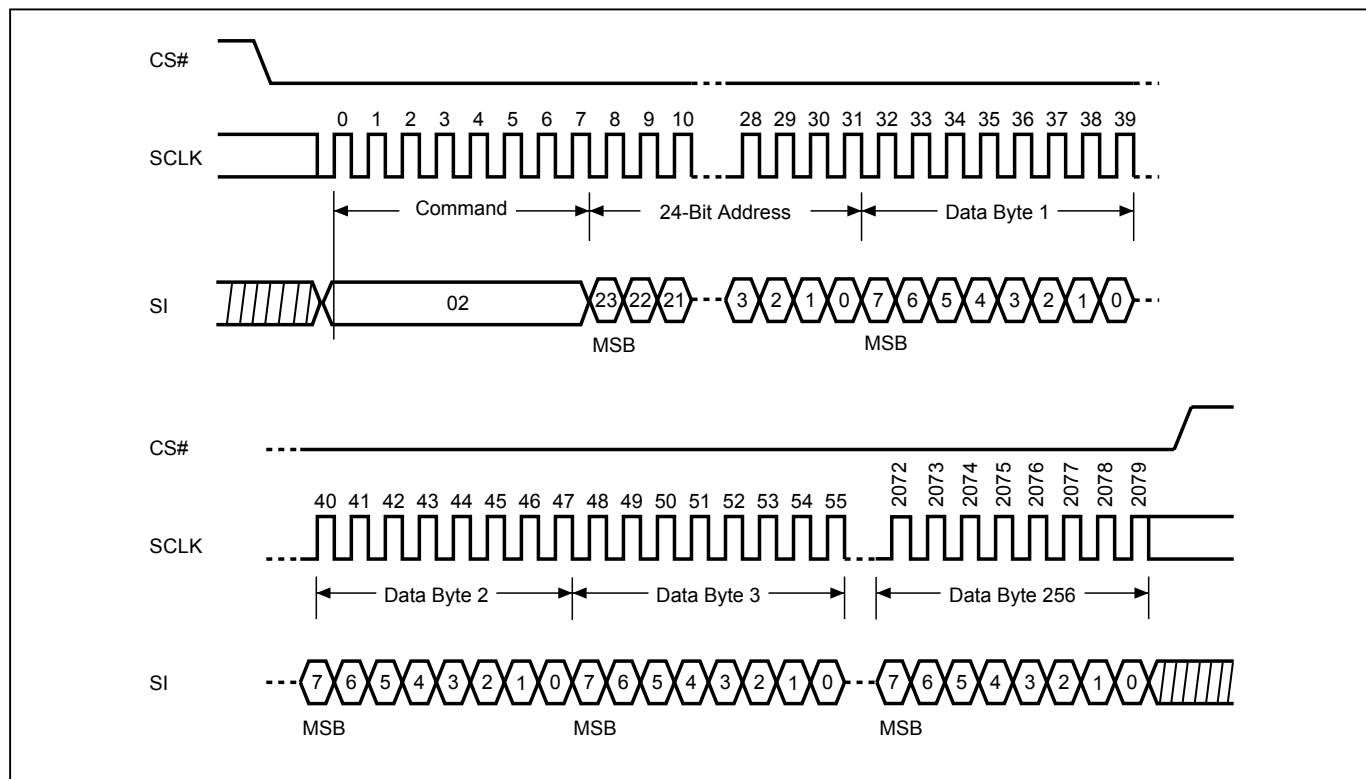 CS#
0 1 2 3 4 5 6 7 8 9 10 28 29 30 31 32 33 34 35 36 37 38 39
SCLK
Command 24-Bit Address Data Byte 1
SI 02 23 22 21 3 2 1 0 7 6 5 4 3 2 1 0
MSB MSB
CS#
40 41 42 43 44 45 46 47 48 49 50 51 52 53 54 55 2072 2073 2074 2075 2076 2077 2078 2079
SCLK
Data Byte 2 Data Byte 3 Data Byte 256
SI 7 6 5 4 3 2 1 0 7 6 5 4 3 2 1 0 7 6 5 4 3 2 1 0
MSB MSB MSB